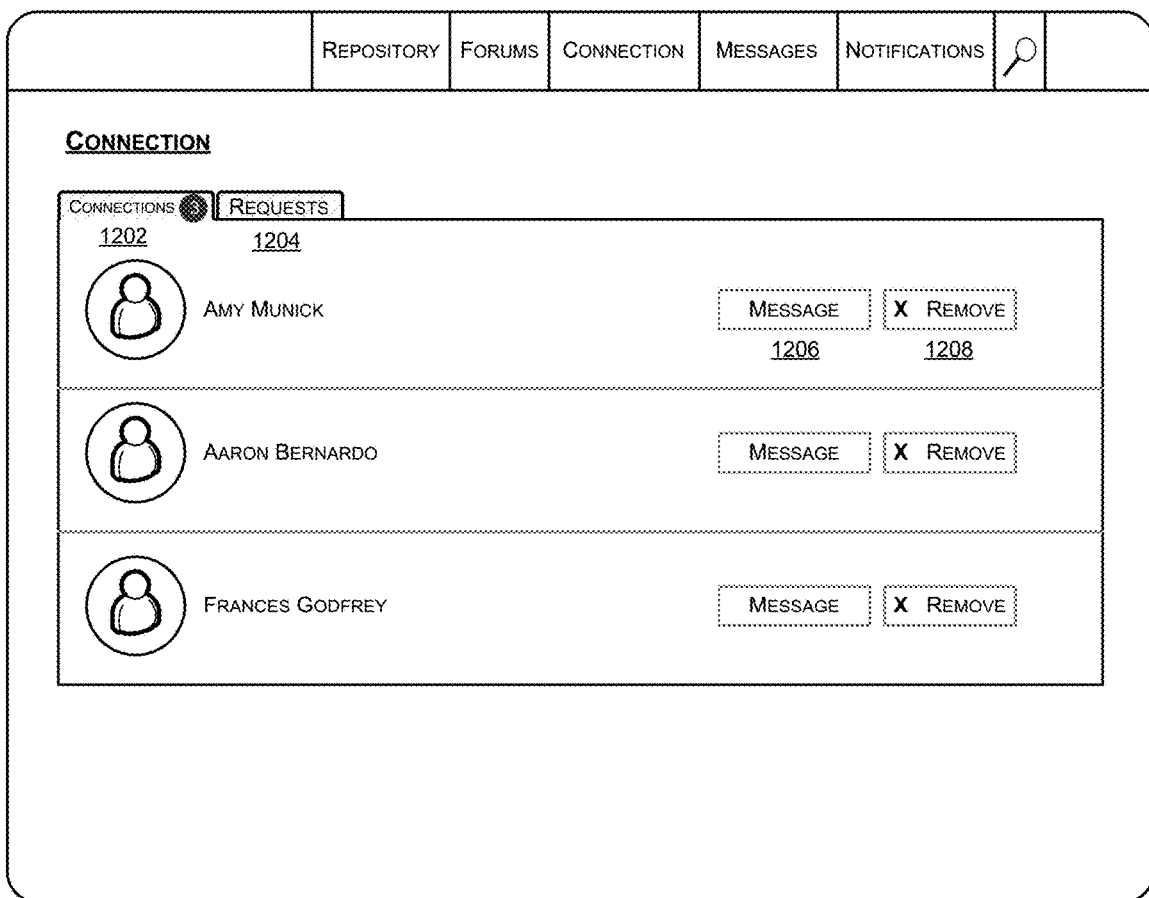 REPOSITORY FORUMS CONNECTION MESSAGES NOTIFICATIONS
CONNECTION
CONNECTIONS REQUESTS
1202 1204
AMY MUNICK MESSAGE X REMOVE
1206 1208
AARON BERNARDO MESSAGE X REMOVE
FRANCES GODFREY MESSAGE X REMOVE